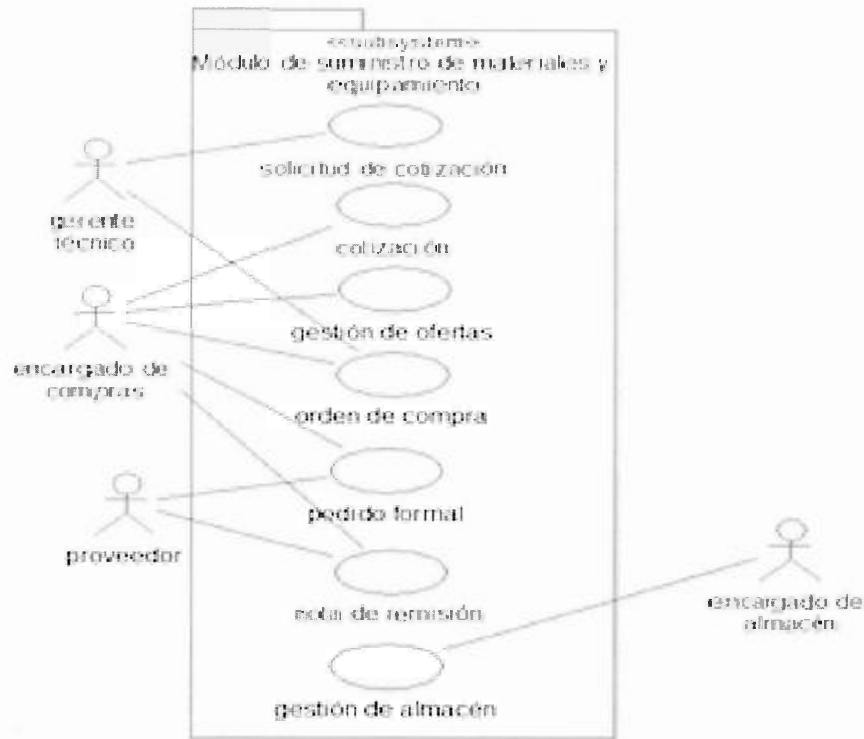 <<subsystem>>
Módulo de suministro de materiales y
equipamiento
solicitud de cotización
gerente
técnico
cotización
gestión de ofertas
encargado de
compras
orden de compra
pedido formal
proveedor
nota de remisión
encargado de
almacén
gestión de almacén